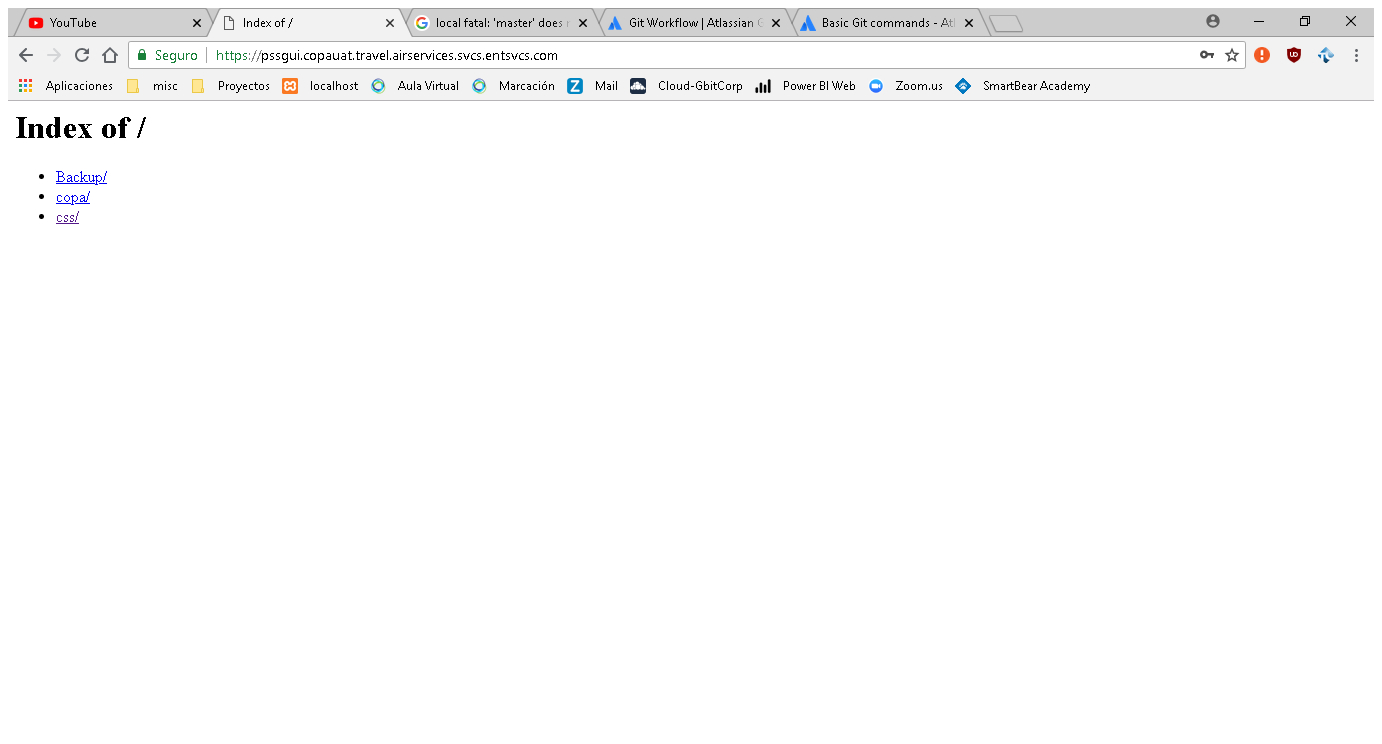 YouTube
Index of /
local fatal: 'master' does
Git Workflow | Atlassian G
Basic Git commands - Atl
Seguro
https://pssgui.copauat.travel.airservices.svcs.entsvcs.com
Aplicaciones misc Proyectos localhost Aula Virtual Marcación Mail Cloud-GbitCorp Power BI Web Zoom.us SmartBear Academy
Index of /
Backup/
copa/
css/